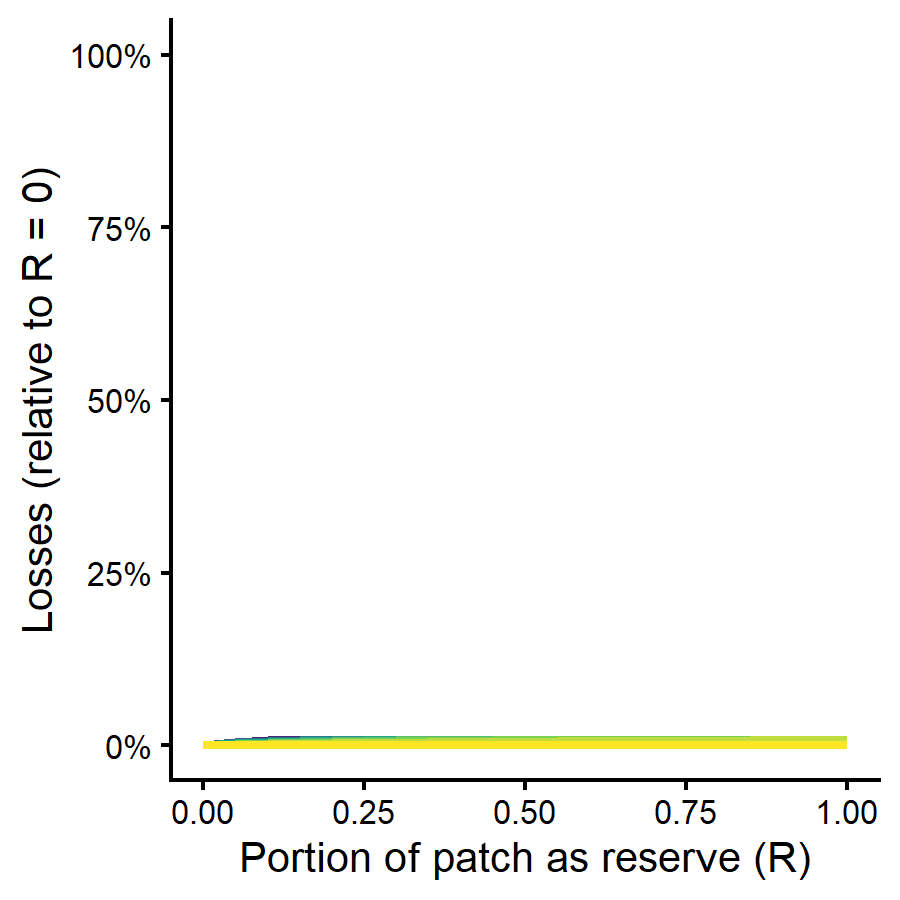 Losses (relative to R = 0)
100%
75%
50%
25%
0%
0.00 0.25 0.50 0.75 1.00
Portion of patch as reserve (R)